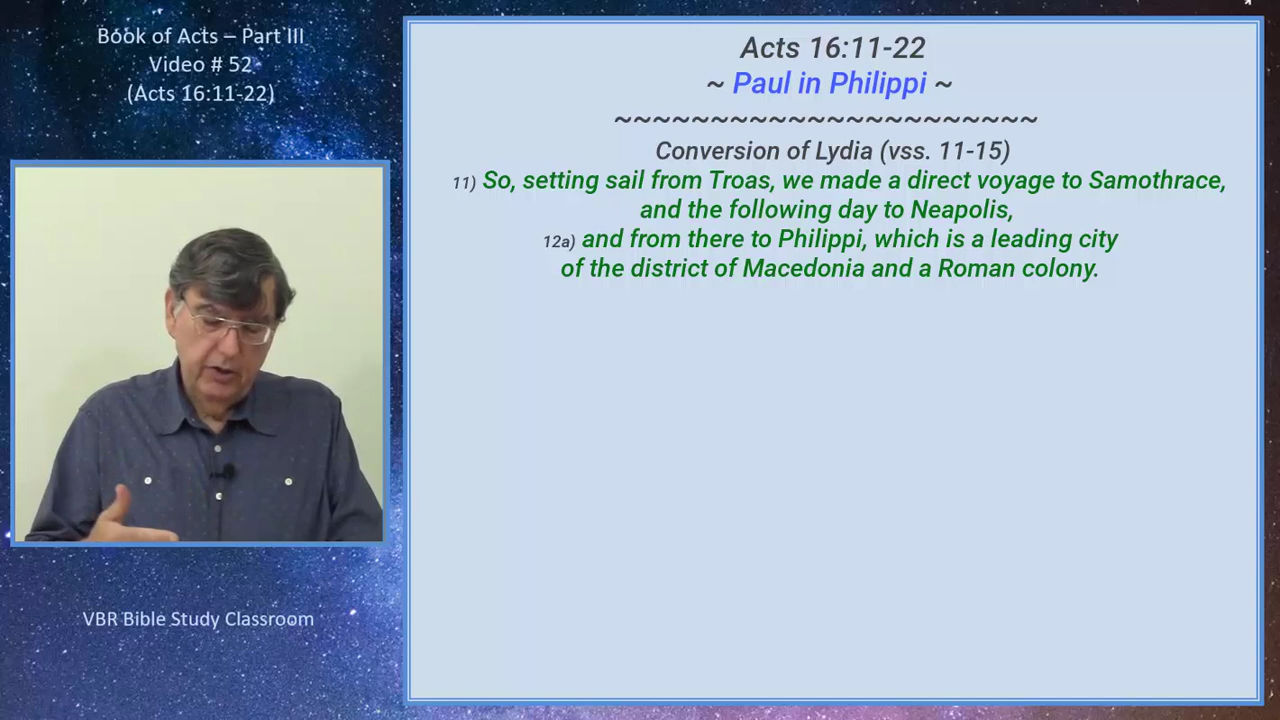 Book of Acts – Part III
Video # 52
(Acts 16:11-22)
VBR Bible Study Classroom
Acts 16:11-22
~ Paul in Philippi ~
~~~~~~~~~~~~~~~~~~~~~~
Conversion of Lydia (vss. 11-15)
11) So, setting sail from Troas, we made a direct voyage to Samothrace,
and the following day to Neapolis,
12a) and from there to Philippi, which is a leading city
of the district of Macedonia and a Roman colony.